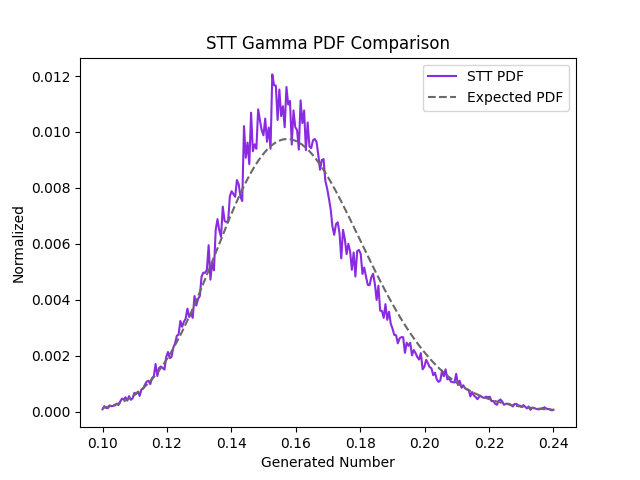 STT Gamma PDF Comparison
STT PDF
Expected PDF
Normalized
0.012
0.010
0.008
0.006
0.004
0.002
0.000
0.10 0.12 0.14 0.16 0.18 0.20 0.22 0.24
Generated Number